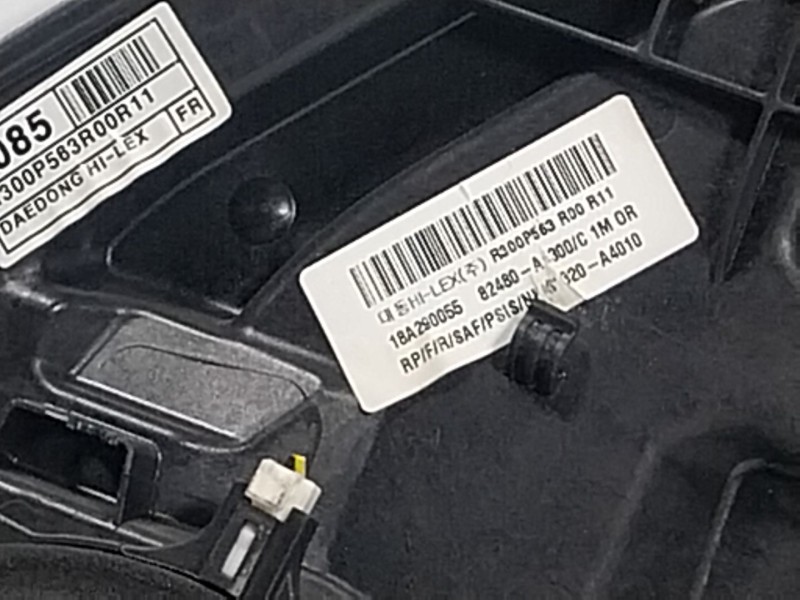 085
300P563R00R11
DAEDONG HI-LEX
FR
대동HI-LEX(주) R300P563 R00 R11
18A290055 82480-A 300/C 1M OR
RP/F/R/SAF/PSIS/N 320-A4010